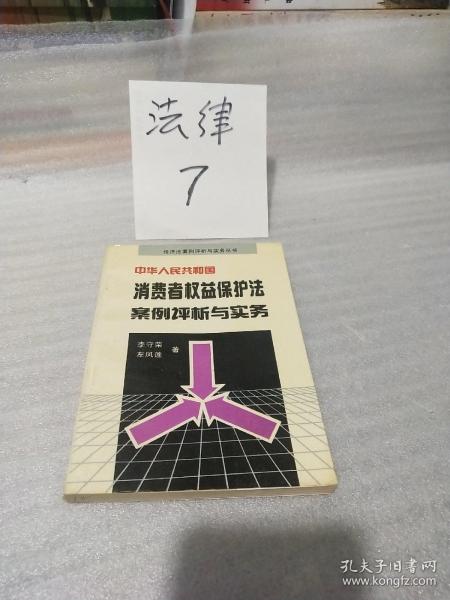 法律
7
经济法案例评析与实务丛书
中华人民共和国
消费者权益保护法
案例评析与实务
李守荣
左凤莲
著
孔夫子旧书网
www.kongfz.com